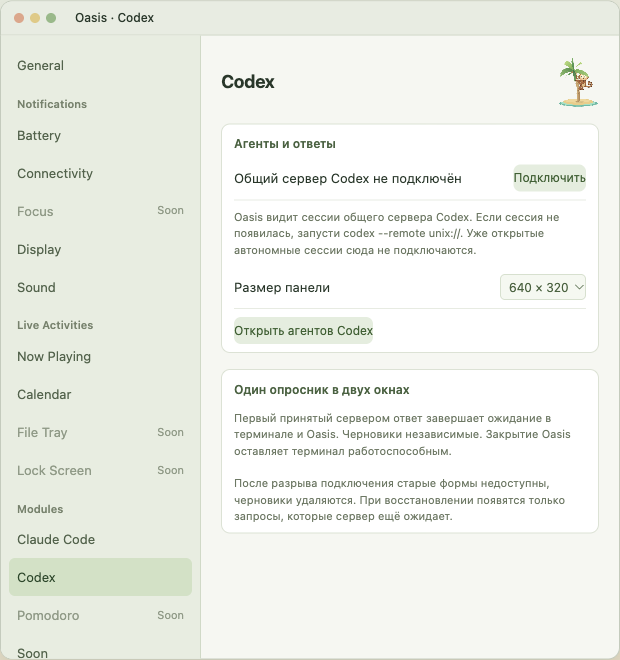 Oasis · Codex
General
Notifications
Battery
Connectivity
Focus Soon
Display
Sound
Live Activities
Now Playing
Calendar
File Tray Soon
Lock Screen Soon
Modules
Claude Code
Codex
Pomodoro Soon
Soon
Codex
Агенты и ответы
Общий сервер Codex не подключён Подключить
Oasis видит сессии общего сервера Codex. Если сессия не
появилась, запусти codex --remote unix://. Уже открытые
автономные сессии сюда не подключаются.
Размер панели 640 × 320
Открыть агентов Codex
Один опросник в двух окнах
Первый принятый сервером ответ завершает ожидание в
терминале и Oasis. Черновики независимые. Закрытие Oasis
оставляет терминал работоспособным.
После разрыва подключения старые формы недоступны,
черновики удаляются. При восстановлении появятся только
запросы, которые сервер ещё ожидает.